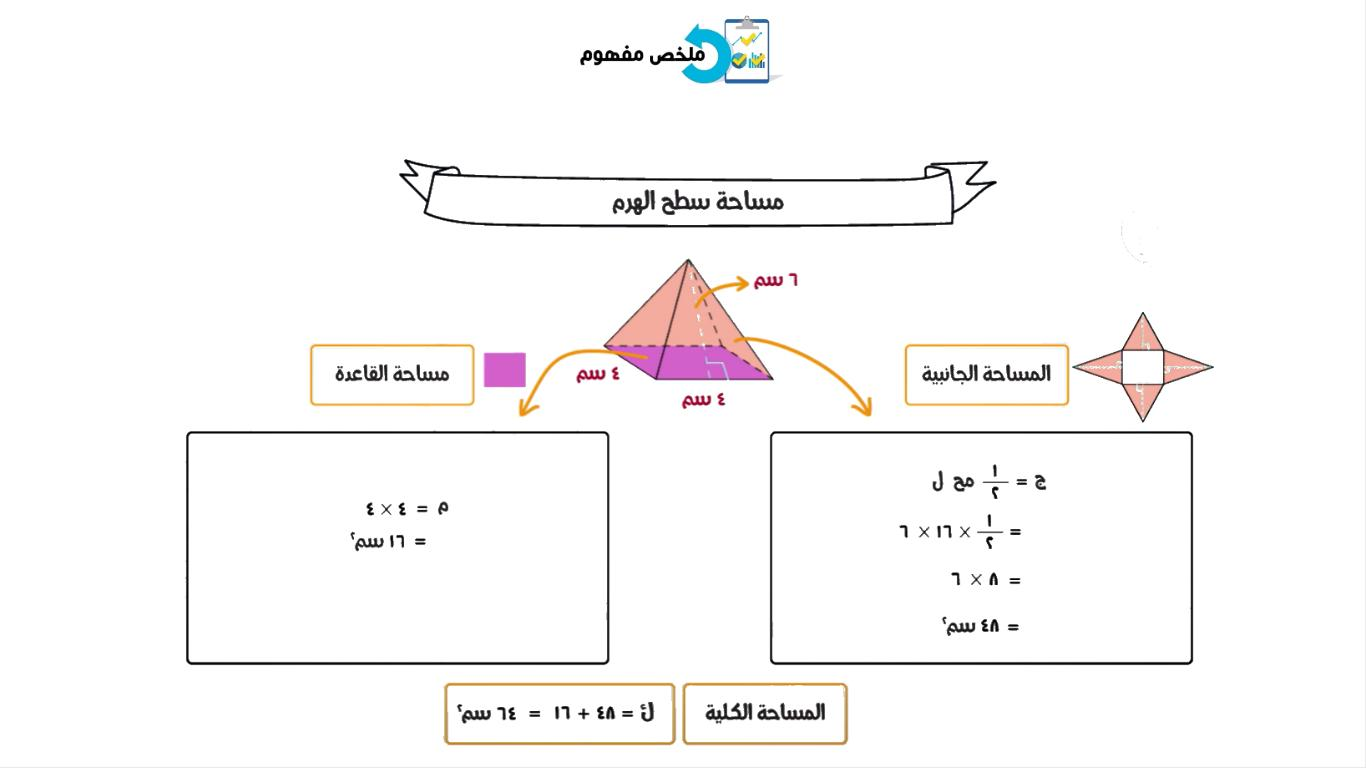 ملخص مفهوم
مساحة سطح الهرم
٦ سم
٤ سم
٤ سم
المساحة الجانبية
ج = ١/٢ مح ل
= ١/٢ × ١٦ × ٦
= ٨ × ٦
= ٤٨ سم٢
مساحة القاعدة
م = ٤ × ٤
= ١٦ سم٢
المساحة الكلية
ك = ٤٨ + ١٦ = ٦٤ سم٢